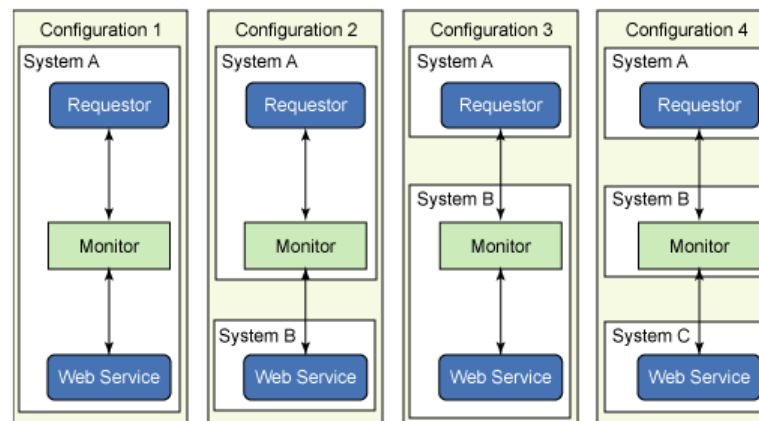 Configuration 1
System A
Requestor
Monitor
Web Service
Configuration 2
System A
Requestor
Monitor
System B
Web Service
Configuration 3
System A
Requestor
System B
Monitor
Web Service
Configuration 4
System A
Requestor
System B
Monitor
System C
Web Service